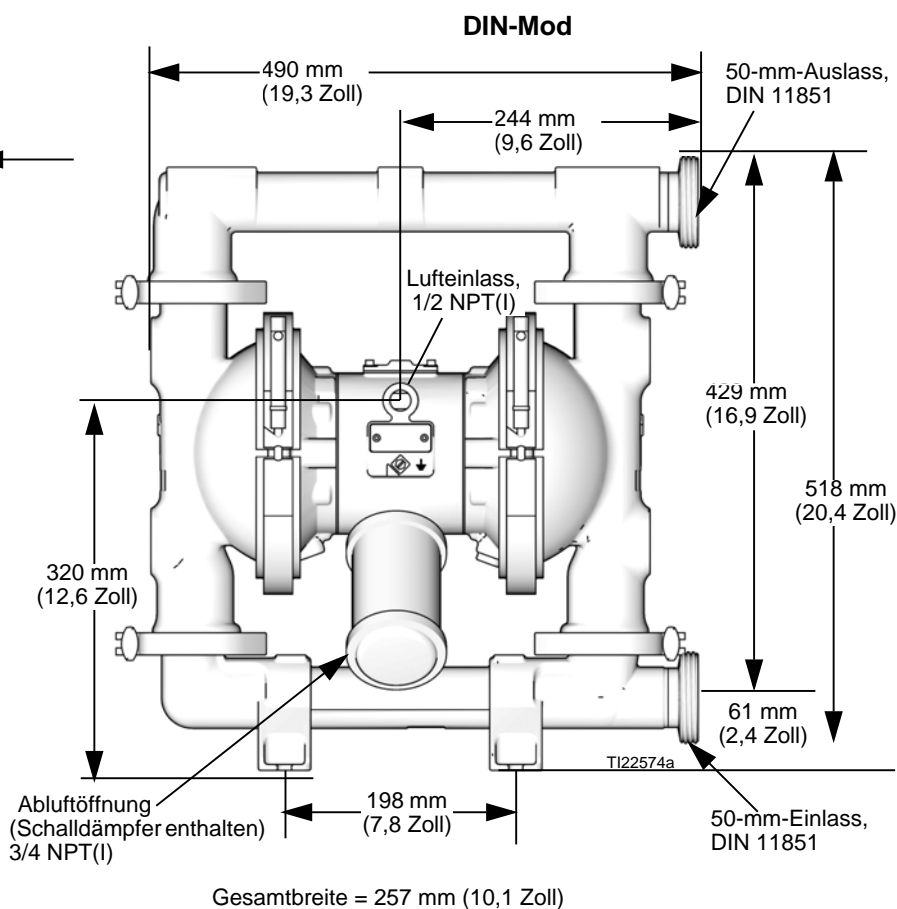 DIN-Mod
490 mm
(19,3 Zoll)
50-mm-Auslass,
DIN 11851
244 mm
(9,6 Zoll)
Lufteinlass,
1/2 NPT(I)
429 mm
(16,9 Zoll)
518 mm
(20,4 Zoll)
320 mm
(12,6 Zoll)
61 mm
(2,4 Zoll)
TI22574a
Abluftöffnung
(Schalldämpfer enthalten)
3/4 NPT(I)
198 mm
(7,8 Zoll)
50-mm-Einlass,
DIN 11851
Gesamtbreite = 257 mm (10,1 Zoll)